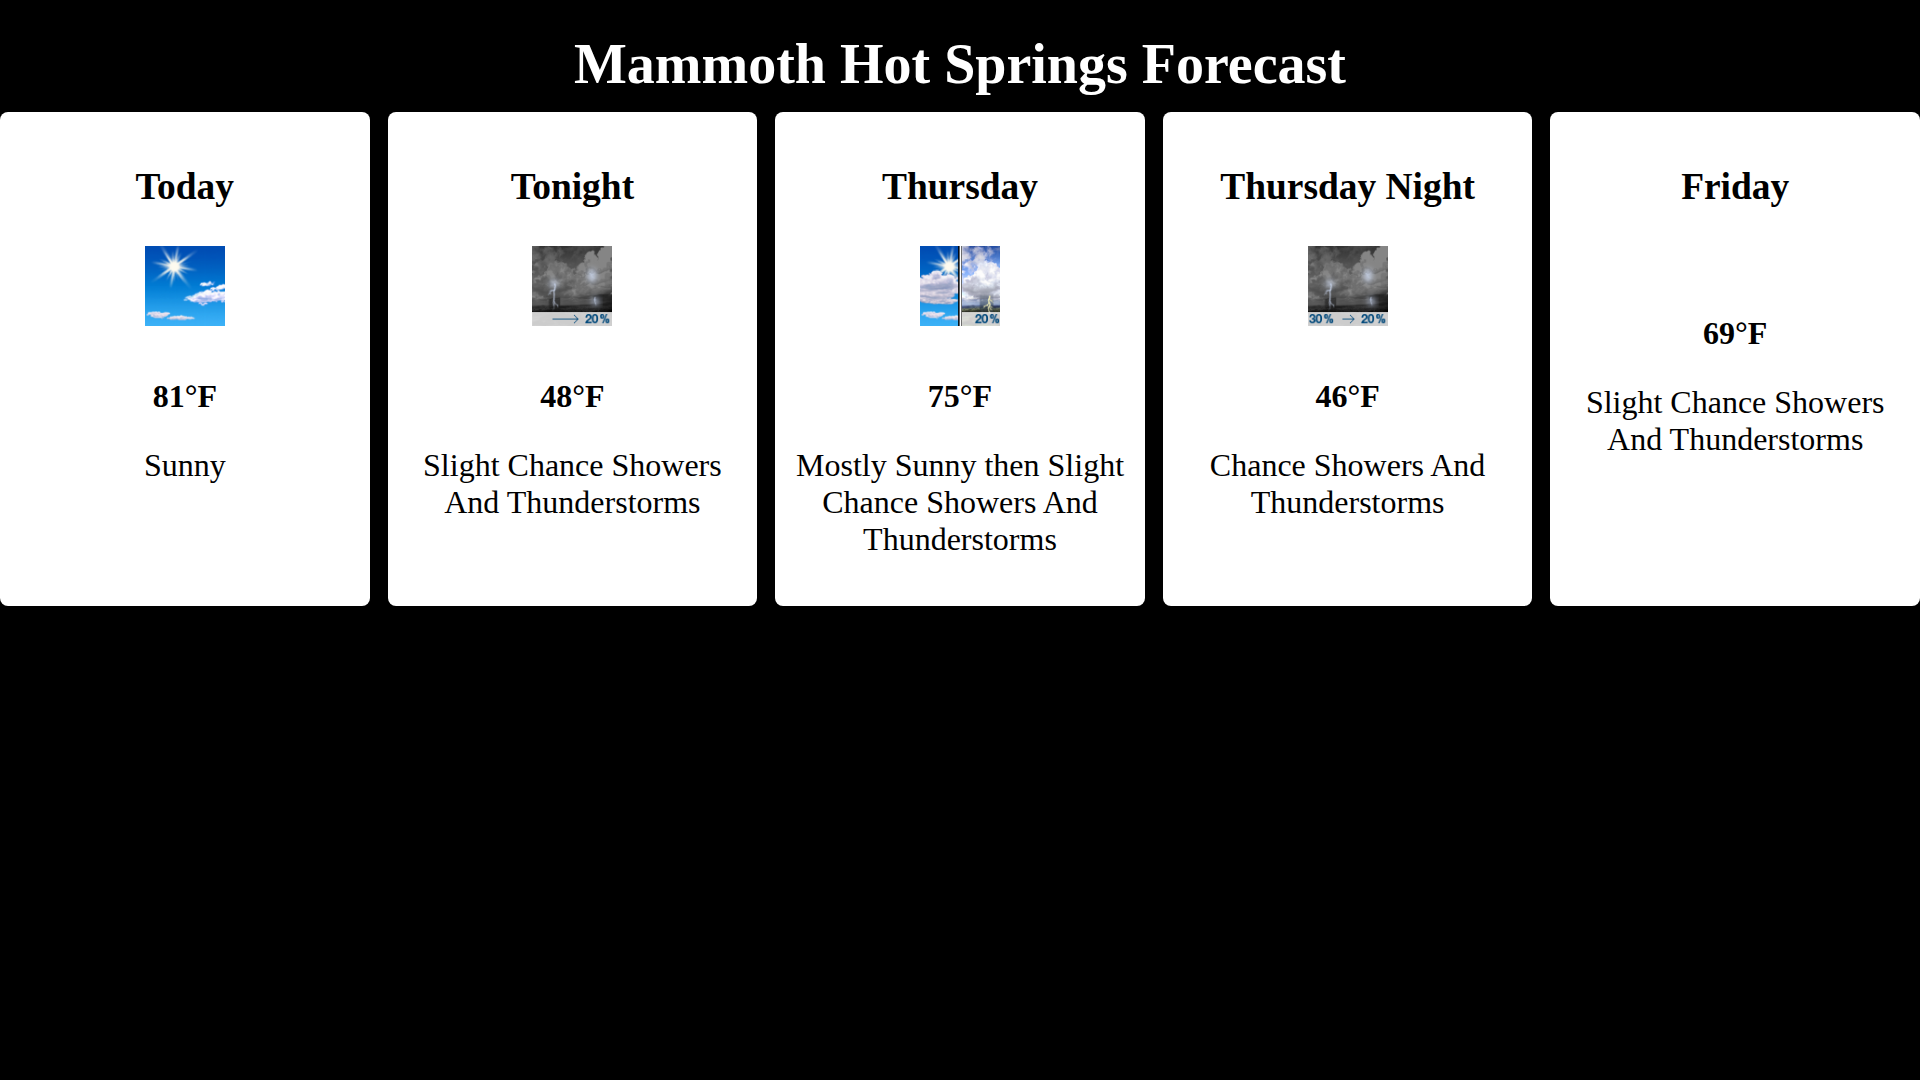 Mammoth Hot Springs Forecast
Today
20%
81°F
Sunny
Tonight
48°F
Slight Chance Showers
And Thunderstorms
Thursday
20%
75°F
Mostly Sunny then Slight
Chance Showers And
Thunderstorms
Thursday Night
30% 20%
46°F
Chance Showers And
Thunderstorms
Friday
69°F
Slight Chance Showers
And Thunderstorms